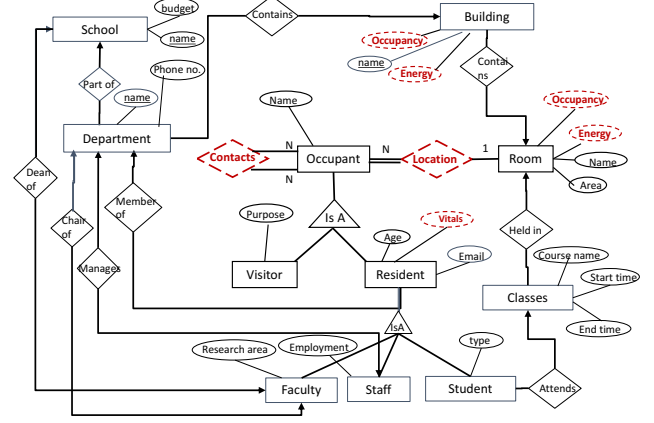 budget
School
name
Contains
Building
Occupancy
name
Energy
Part of
Phone no.
name
Contai
ns
Department
Name
Occupancy
Energy
Name
Area
N
Contacts
N
Occupant
N
Location
1
Room
Dean
of
Chair
of
Member
of
Manages
Is A
Purpose
Vitals
Age
Email
Held in
Visitor
Resident
Course name
Start time
Classes
End time
IsA
Research area
Employment
type
Faculty
Staff
Student
Attends